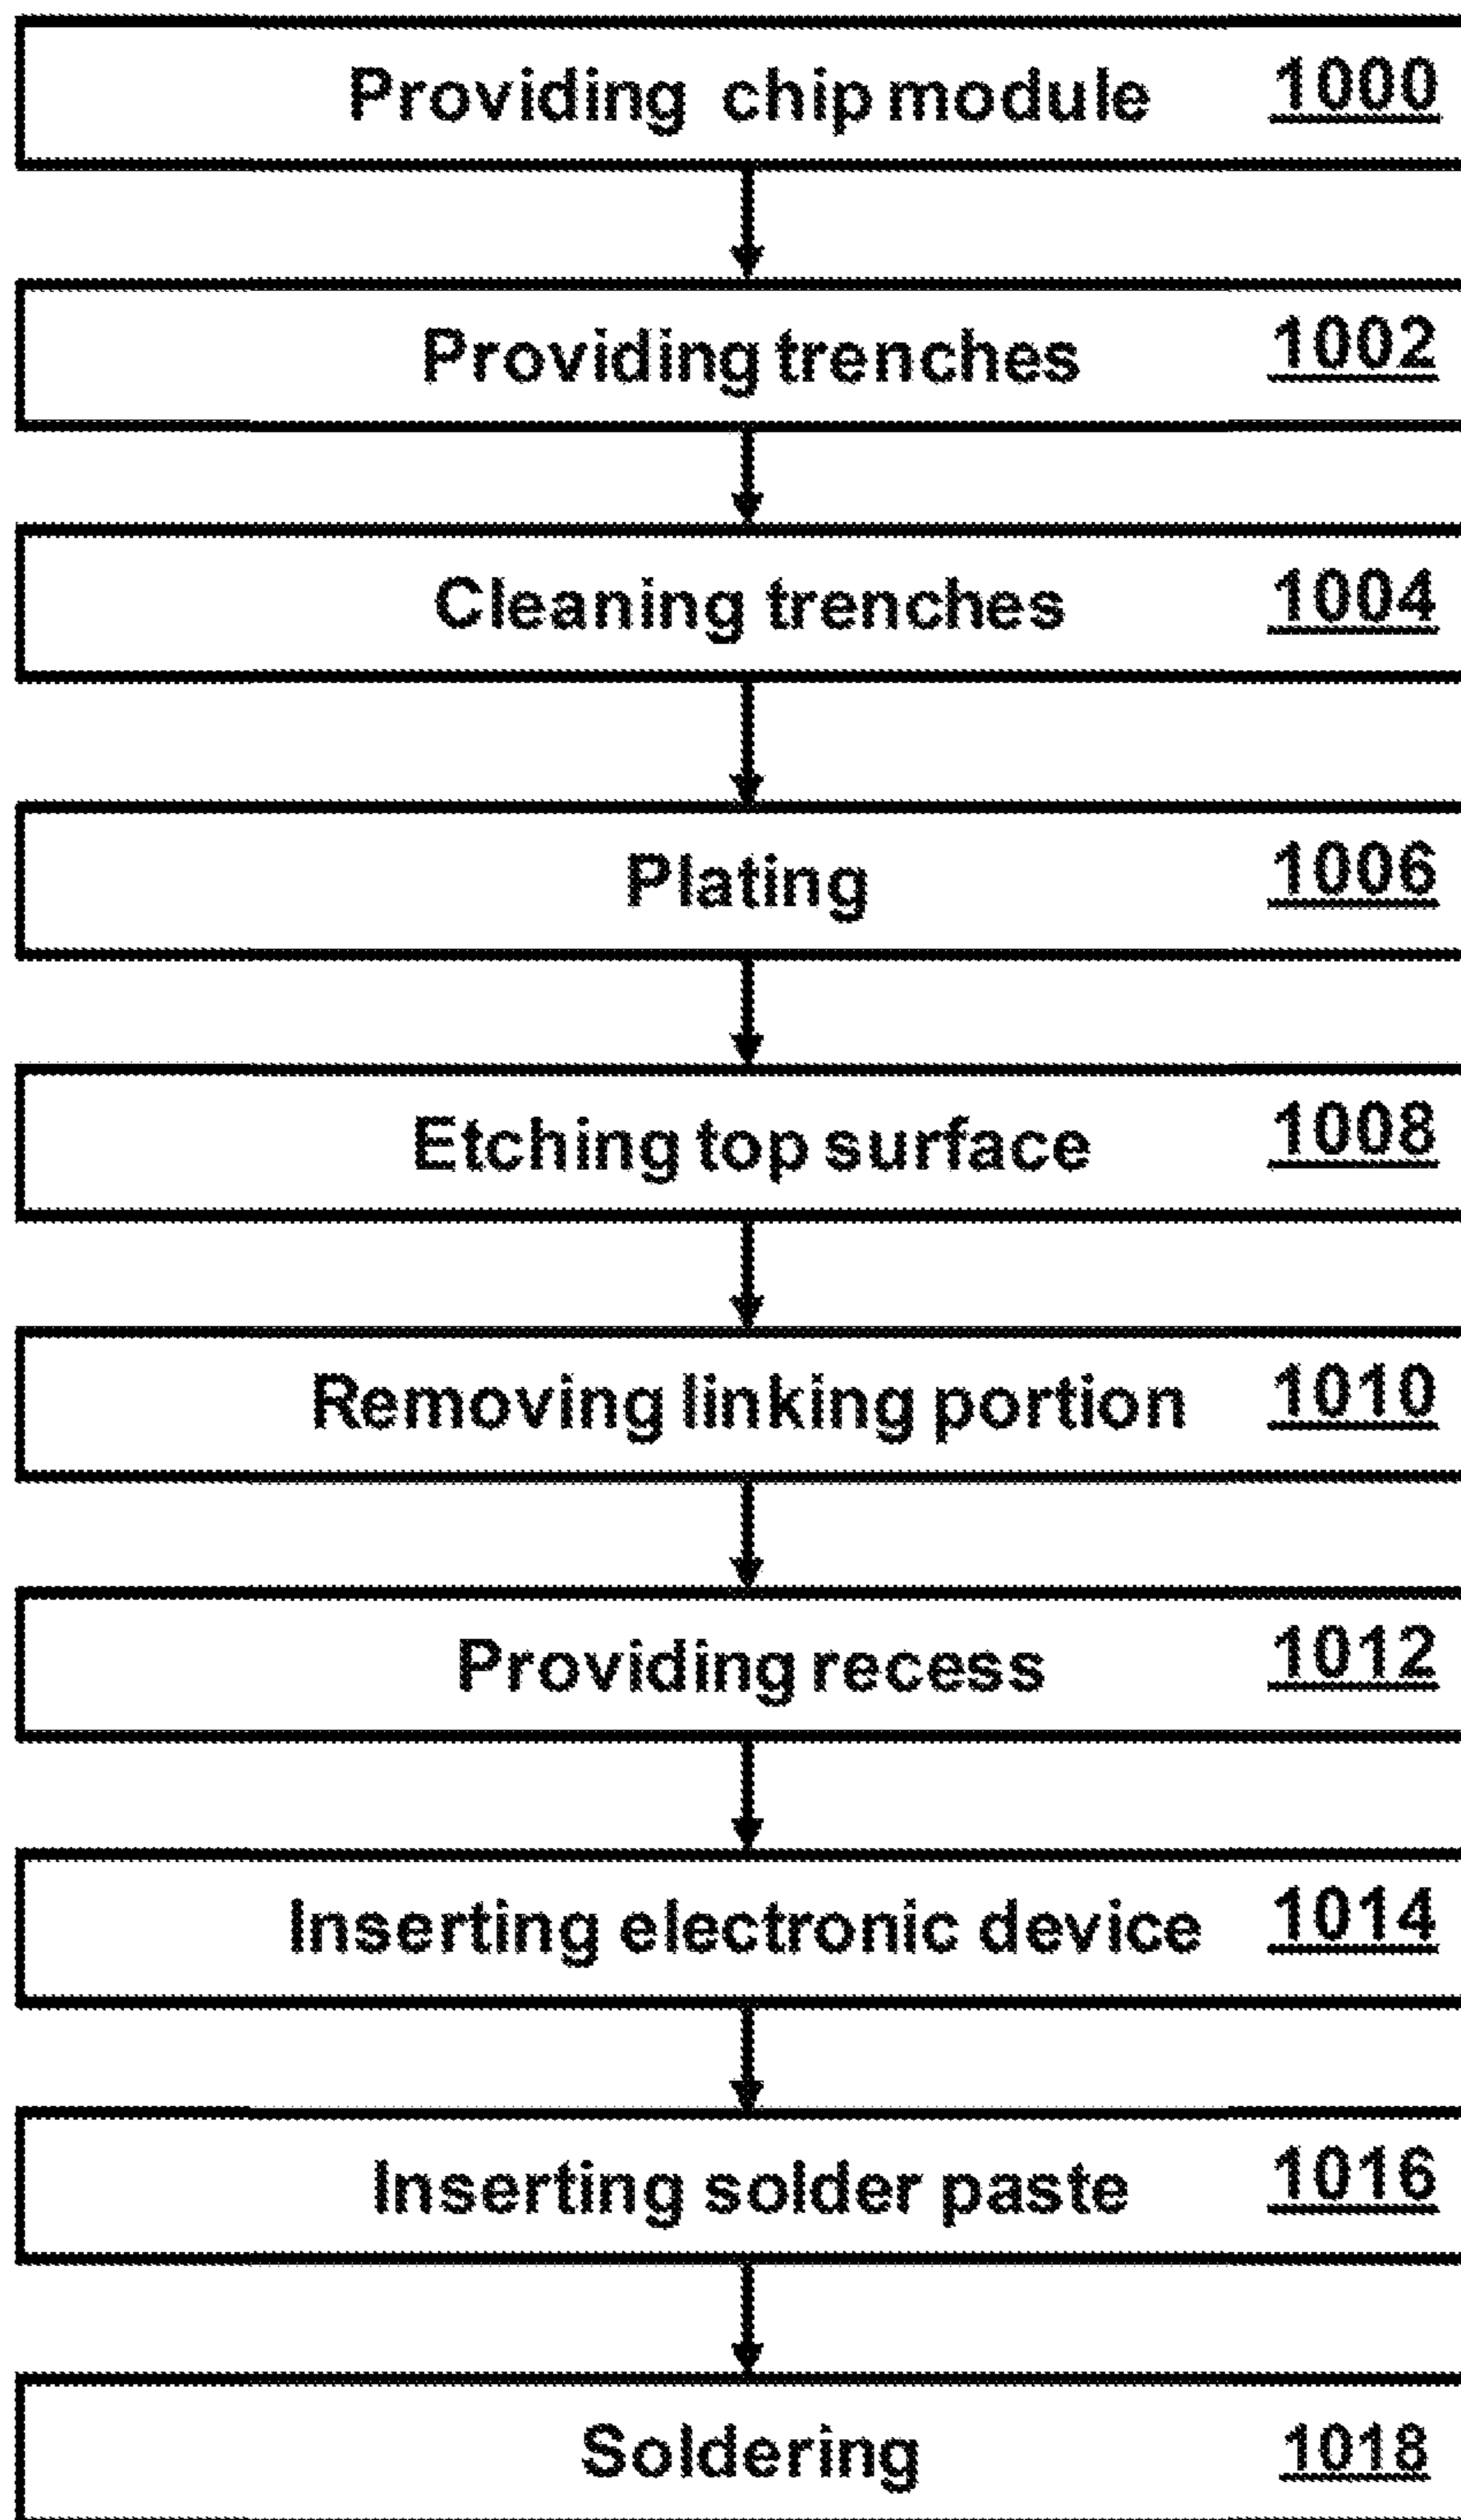 Providing chip module 1000
Providing trenches 1002
Cleaning trenches 1004
Plating 1006
Etching top surface 1008
Removing linking portion 1010
Providing recess 1012
Inserting electronic device 1014
Inserting solder paste 1016
Soldering 1018